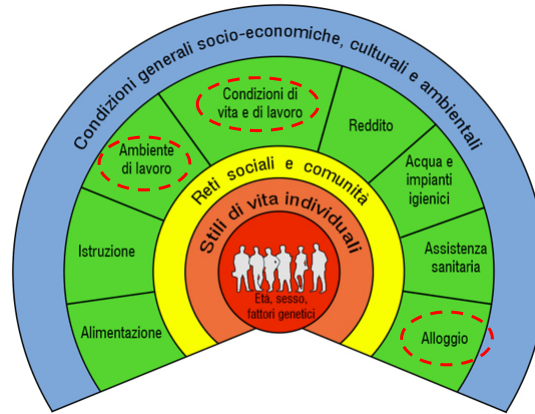 Condizioni generali socio-economiche, culturali e ambientali
Condizioni di
vita e di lavoro
Reddito
Ambiente
di lavoro
Acqua e
impianti
igienici
Reti sociali e comunità
Stili di vita individuali
Istruzione
Assistenza
sanitaria
Età, sesso,
fattori genetici
Alimentazione
Alloggio